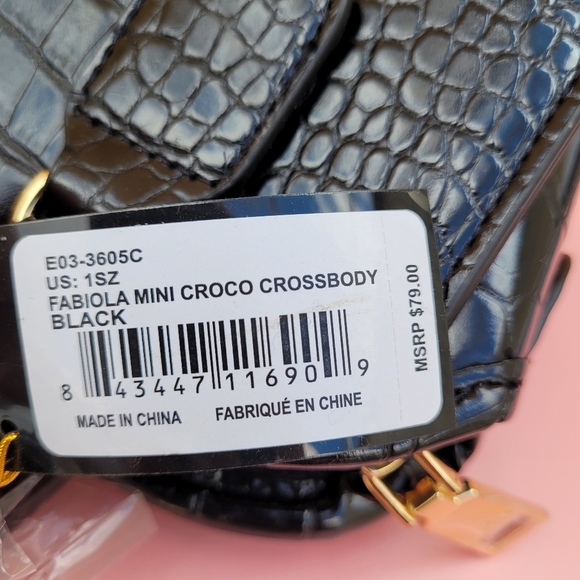 E03-3605C
US: 1SZ
FABIOLA MINI CROCO CROSSBODY
BLACK
8 43447 11690 9
MADE IN CHINA FABRIQUÉ EN CHINE
MSRP $79.00